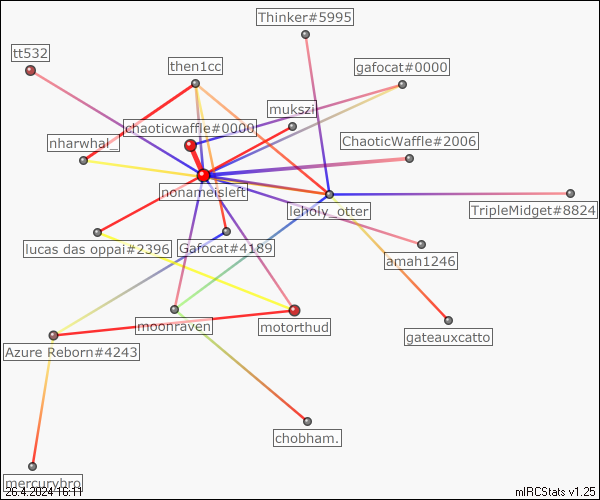 Thinker#5995
tt532
then1cc
gafocat#0000
mukszi
chaoticwaffle#0000
nharwhal_
ChaoticWaffle#2006
nonameisleft
leholy_otter
TripleMidget#8824
lucas das oppai#2396
Gafocat#4189
amah1246
moonraven
motorthud
gateauxcatto
Azure Reborn#4243
chobham.
mercurybro
26.4.2024 16:11
mIRCStats v1.25